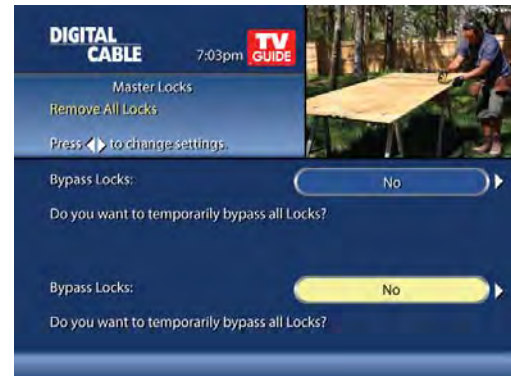 DIGITAL
CABLE
7:03pm
TV
GUIDE
Master Locks
Remove All Locks
Press ◀▶ to change settings.
Bypass Locks:
No
Do you want to temporarily bypass all Locks?
Bypass Locks:
No
Do you want to temporarily bypass all Locks?